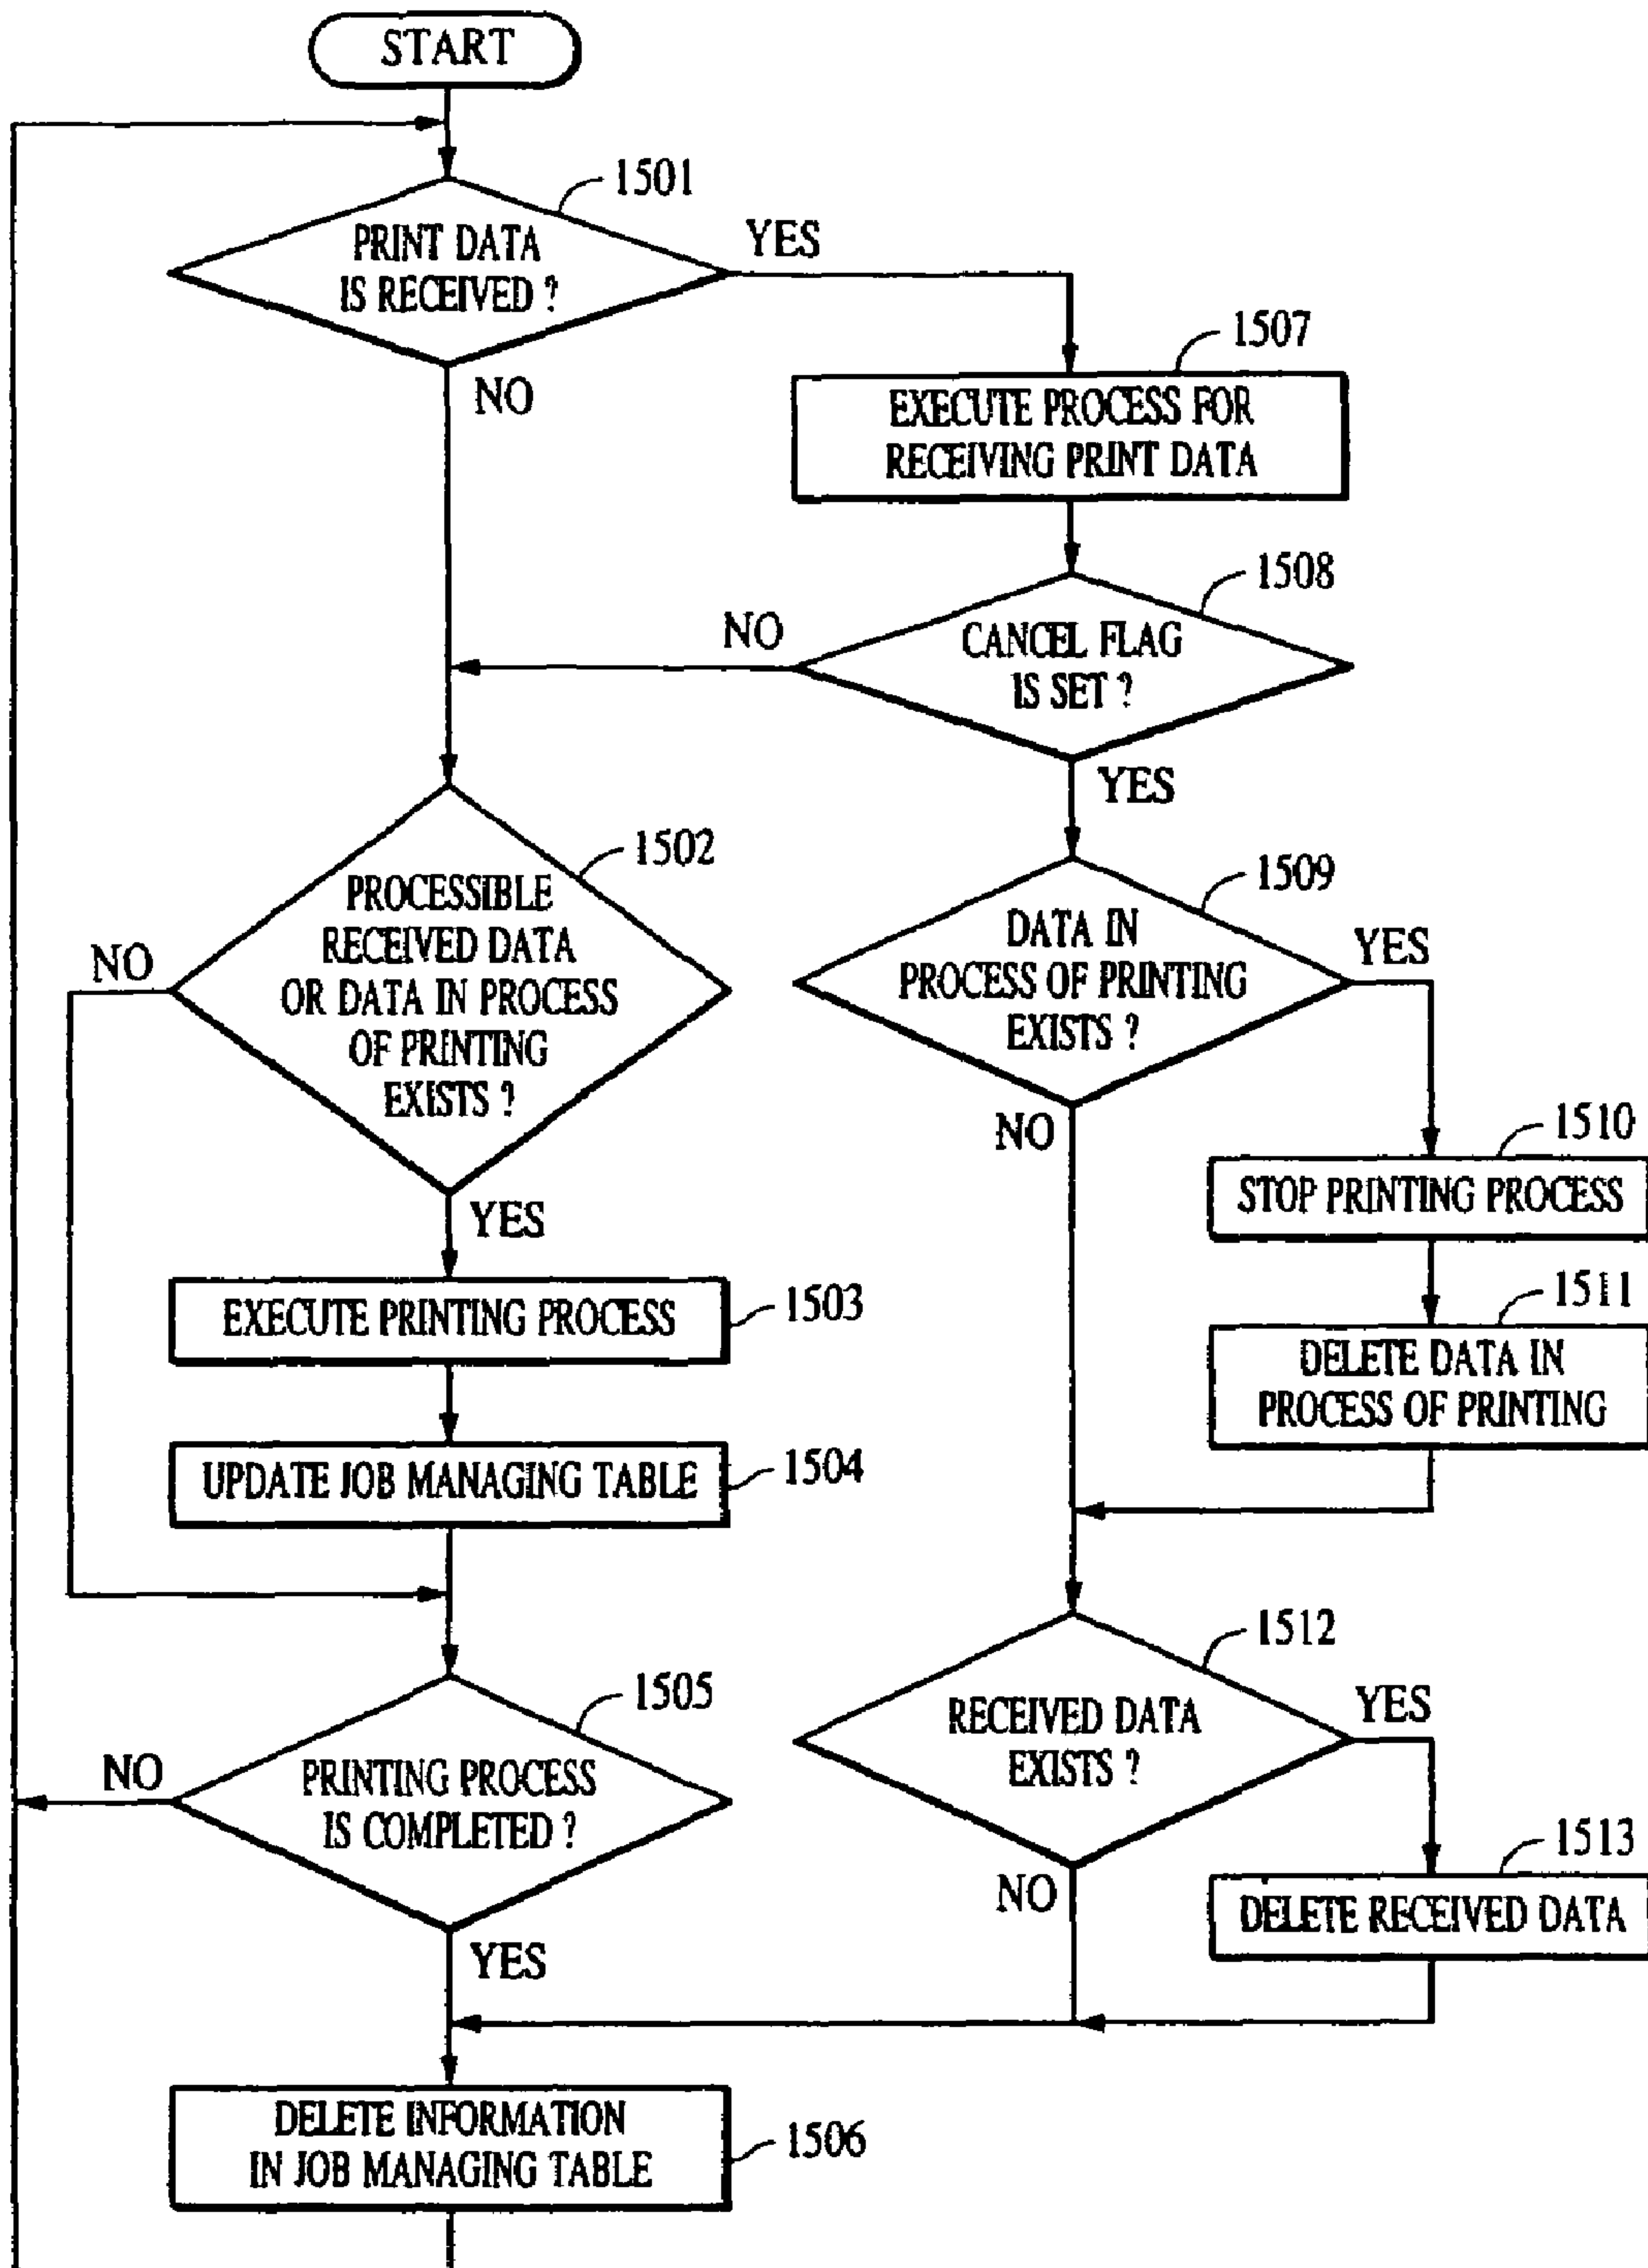 START
1501
PRINT DATA
IS RECEIVED ?
YES
NO
1507
EXECUTE PROCESS FOR
RECEIVING PRINT DATA
1508
CANCEL FLAG
IS SET ?
NO
YES
1502
PROCESSIBLE
RECEIVED DATA
OR DATA IN PROCESS
OF PRINTING
EXISTS ?
NO
YES
1509
DATA IN
PROCESS OF PRINTING
EXISTS ?
YES
NO
1510
STOP PRINTING PROCESS
1511
DELETE DATA IN
PROCESS OF PRINTING
EXECUTE PRINTING PROCESS
1503
UPDATE JOB MANAGING TABLE
1504
1505
PRINTING PROCESS
IS COMPLETED ?
NO
YES
1512
RECEIVED DATA
EXISTS ?
YES
NO
1513
DELETE RECEIVED DATA
DELETE INFORMATION
IN JOB MANAGING TABLE
1506